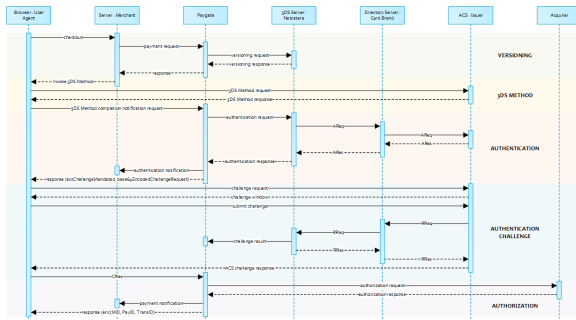 Browser: User
Agent
Server: Merchant
Paygate
3DS Server:
Netcetera
Directory Server:
Card Brand
ACS: Issuer
Acquirer
checkout
payment request
versioning request
versioning response
VERSIONING
response
invoke 3DS Method
3DS Method request
3DS Method response
3DS METHOD
3DS Method completion notification request
authentication request
AReq
AReq
ARes
ARes
AUTHENTICATION
authentication response
authentication notification
response (acsChallengeMandated, base64EncodedChallengeRequest)
challenge request
challenge window
submit challenge
RReq
RReq
AUTHENTICATION
CHALLENGE
challenge result
RRes
RRes
ACS challenge response
CRes
authorization request
authorization response
payment notification
AUTHORIZATION
response (enc(MID, PayID, TransID)